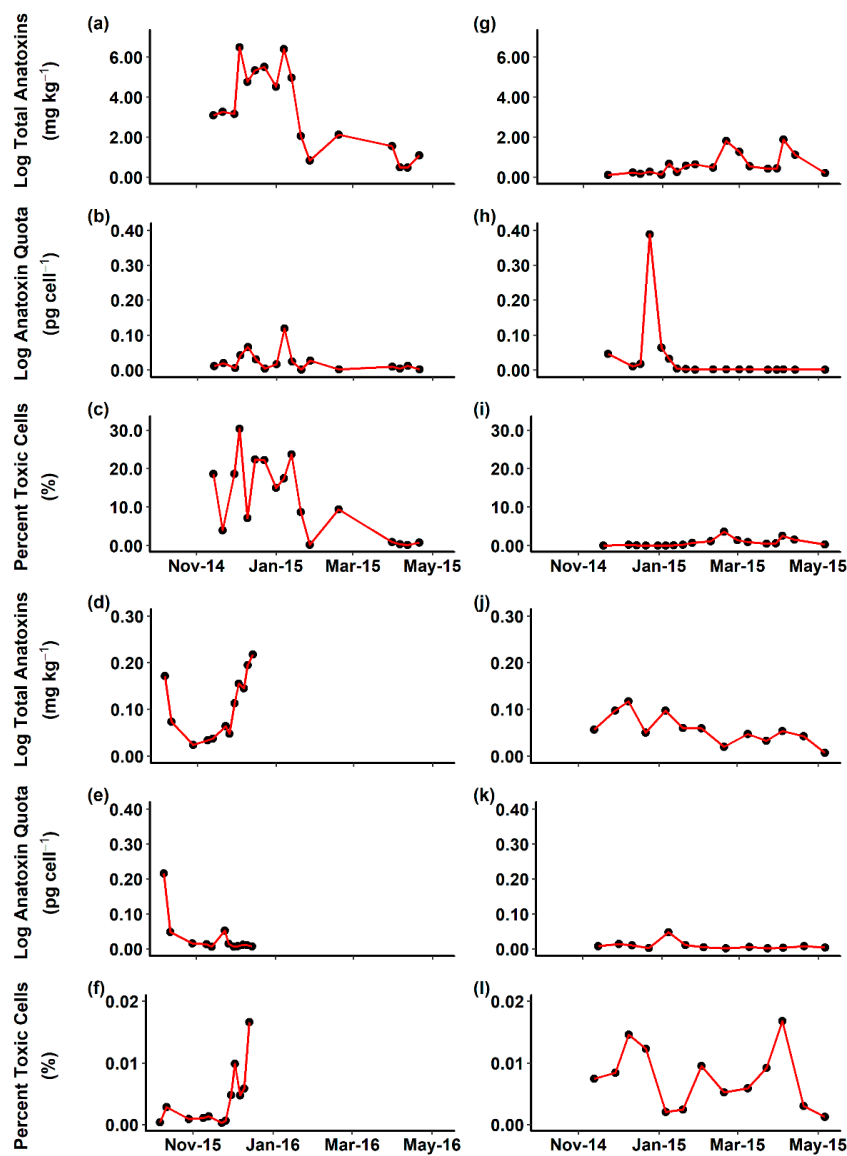 (a)
Log Total Anatoxins
(mg kg⁻¹)
6.00
4.00
2.00
0.00
(g)
6.00
4.00
2.00
0.00
(b)
Log Anatoxin Quota
(pg cell⁻¹)
0.40
0.30
0.20
0.10
0.00
(h)
0.40
0.30
0.20
0.10
0.00
(c)
Percent Toxic Cells
(%)
30.0
20.0
10.0
0.00
Nov-14 Jan-15 Mar-15 May-15
(i)
30.0
20.0
10.0
0.00
Nov-14 Jan-15 Mar-15 May-15
(d)
Log Total Anatoxins
(mg kg⁻¹)
0.30
0.20
0.10
0.00
(j)
0.30
0.20
0.10
0.00
(e)
Log Anatoxin Quota
(pg cell⁻¹)
0.40
0.30
0.20
0.10
0.00
(k)
0.40
0.30
0.20
0.10
0.00
(f)
Percent Toxic Cells
(%)
0.02
0.01
0.00
Nov-15 Jan-16 Mar-16 May-16
(l)
0.02
0.01
0.00
Nov-14 Jan-15 Mar-15 May-15